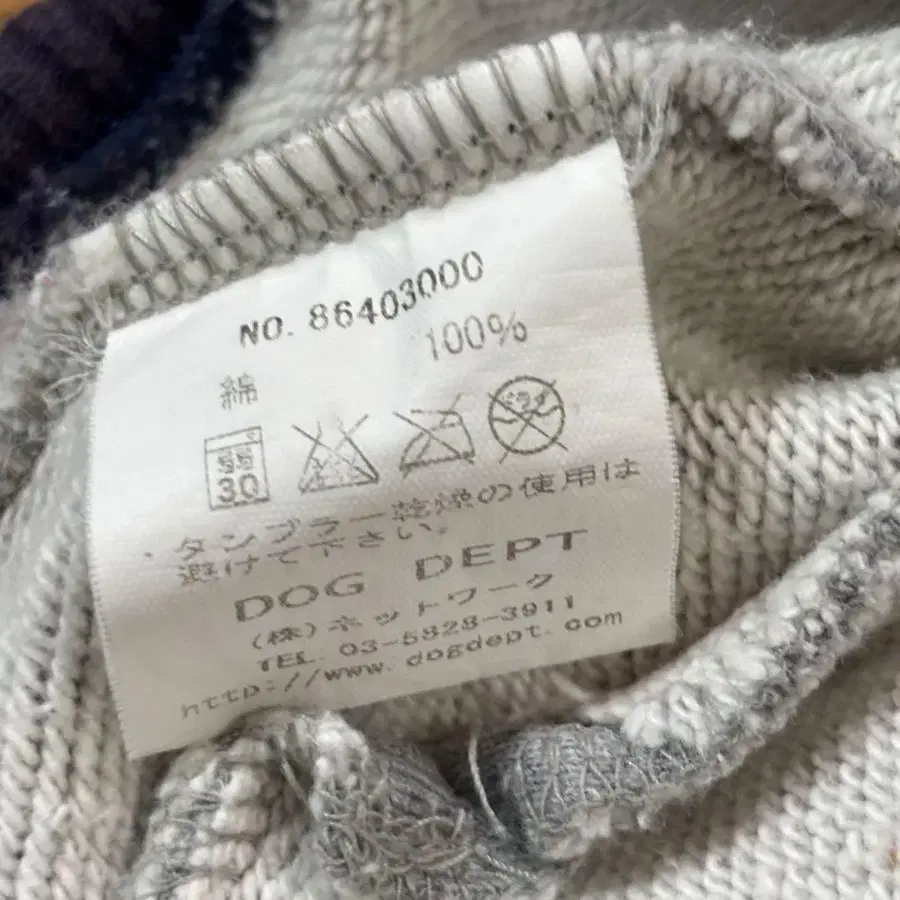 NO. 86403000
綿 100%
弱 30 ドライ
・タンブラー乾燥の使用は
避けて下さい。
DOG DEPT
(株)ネットワーク
TEL. 03-5828-3911
http://www.dogdept.com